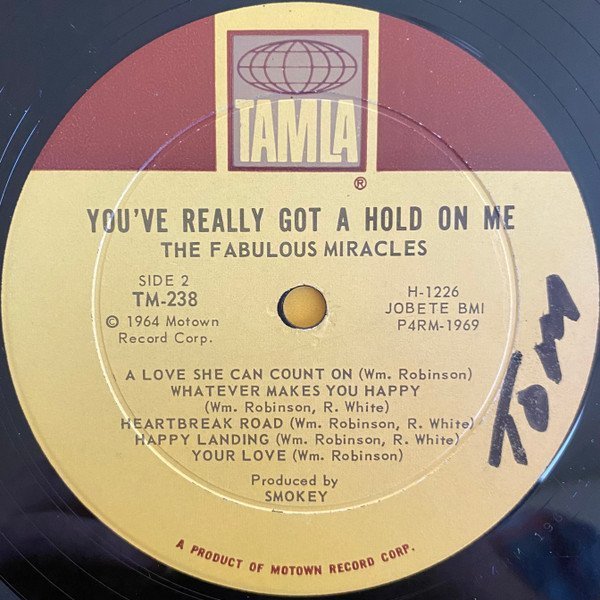 TAMLA
®
YOU'VE REALLY GOT A HOLD ON ME
THE FABULOUS MIRACLES
SIDE 2
TM-238
© 1964 Motown
Record Corp.
H-1226
JOBETE BMI
P4RM-1969
A LOVE SHE CAN COUNT ON (Wm. Robinson)
WHATEVER MAKES YOU HAPPY
(Wm. Robinson, R. White)
HEARTBREAK ROAD (Wm. Robinson, R. White)
HAPPY LANDING (Wm. Robinson, R. White)
YOUR LOVE (Wm. Robinson)
Produced by
SMOKEY
Tom
A PRODUCT OF MOTOWN RECORD CORP.